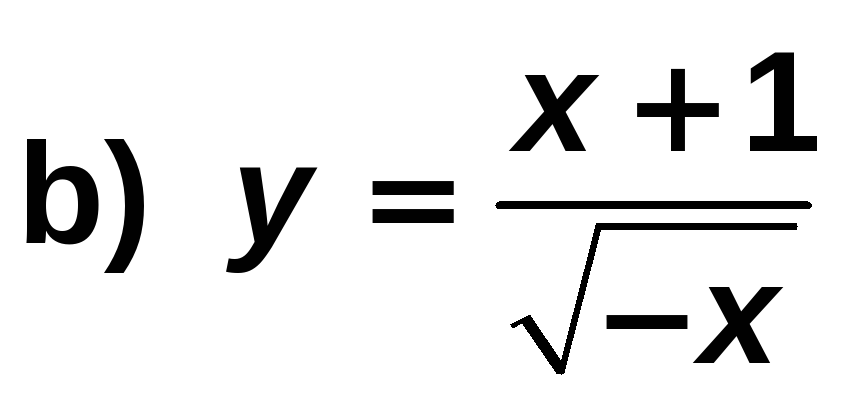 b) y = (x + 1) / √(−x)